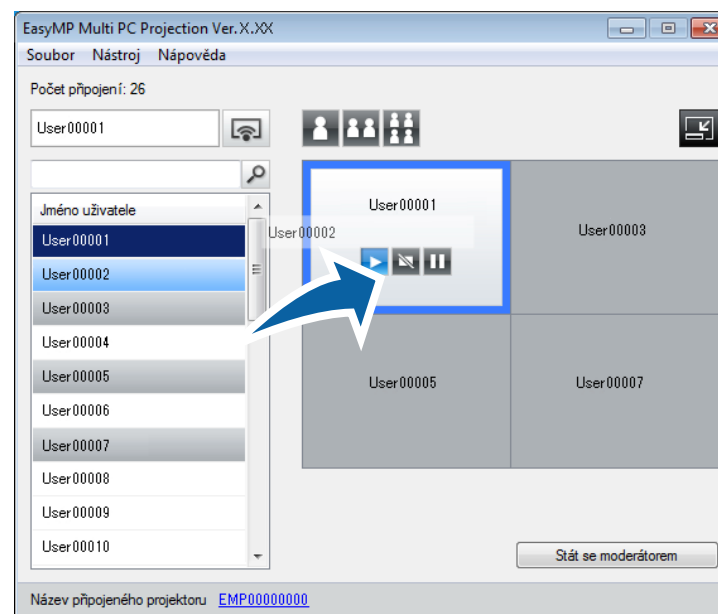 EasyMP Multi PC Projection Ver.X.XX
Soubor Nástroj Nápověda
Počet připojení: 26
User00001
Jméno uživatele
User00001
User00002
User00003
User00004
User00005
User00006
User00007
User00008
User00009
User00010
User00001
User00002
User00003
User00005
User00007
Stát se moderátorem
Název připojeného projektoru EMP00000000